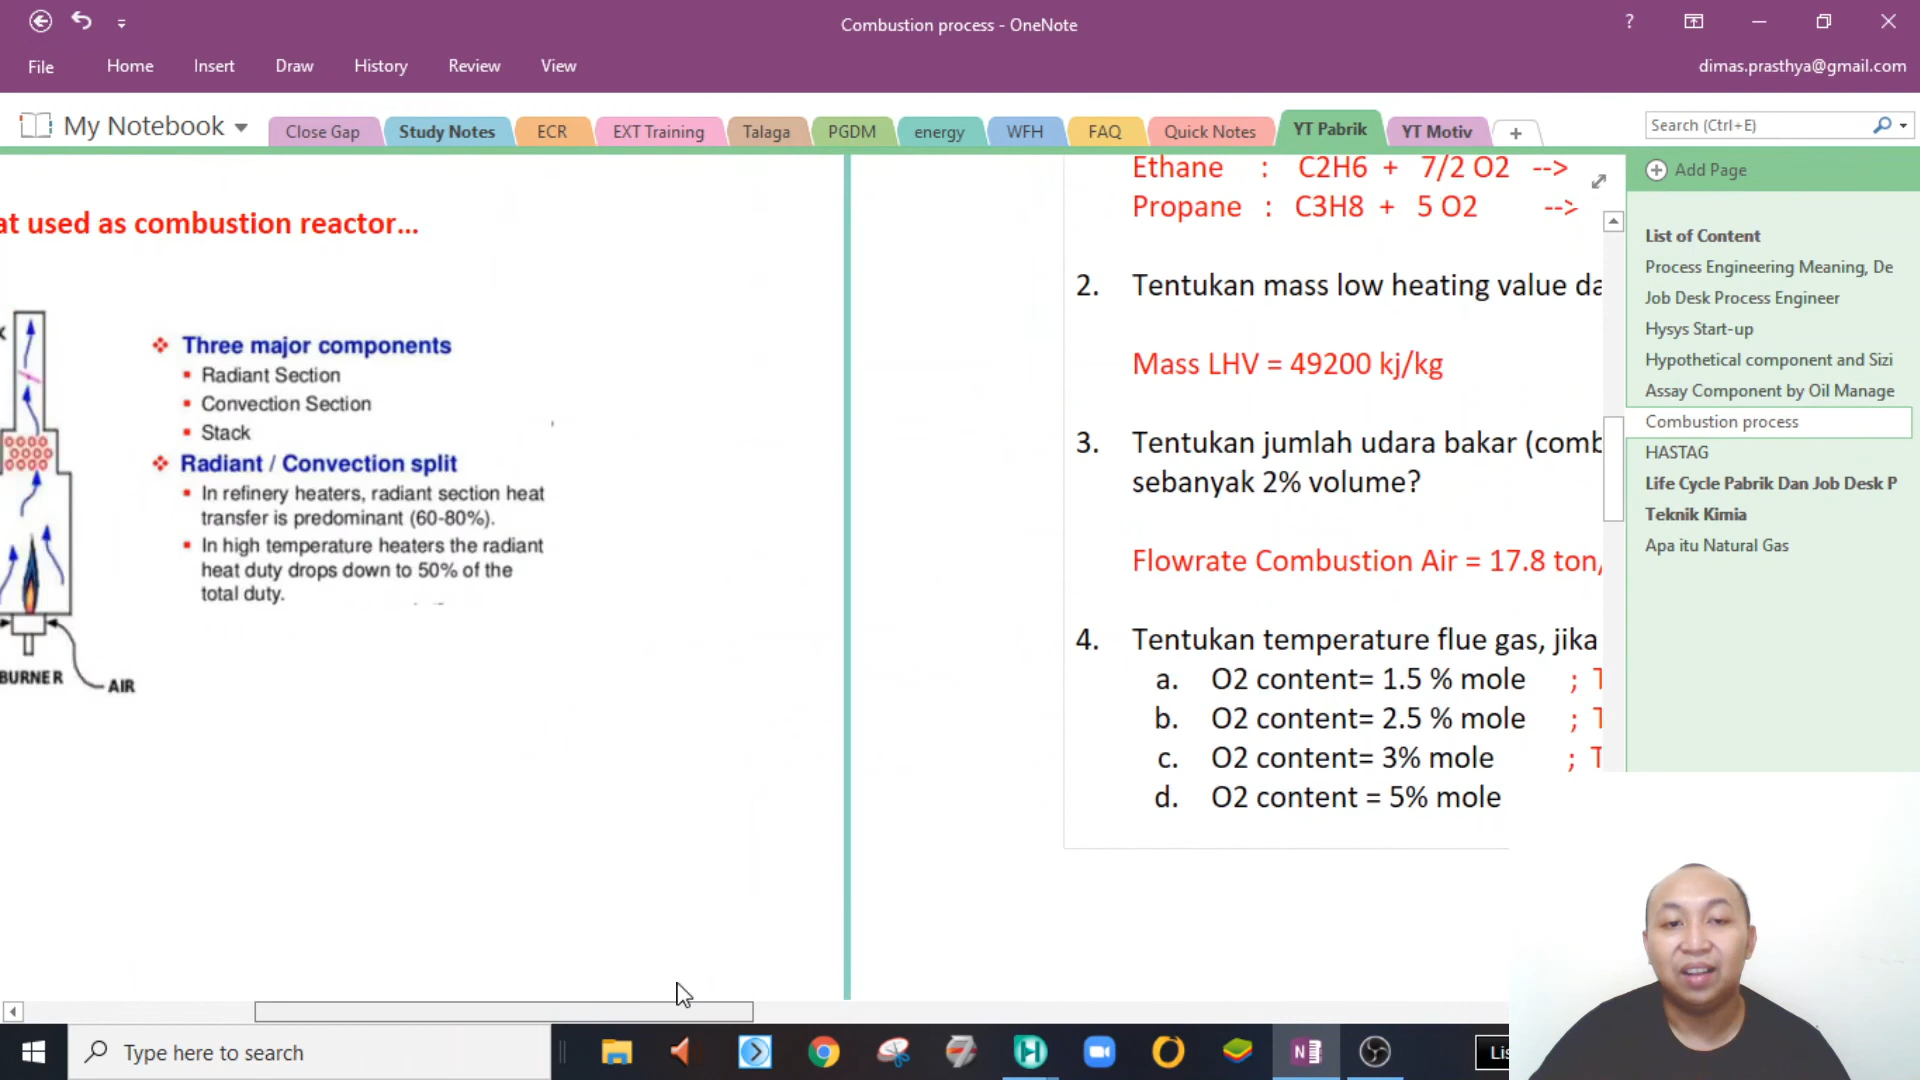 Combustion process - OneNote
?
File
Home
Insert
Draw
History
Review
View
dimas.prasthya@gmail.com
My Notebook
Close Gap
Study Notes
ECR
EXT Training
Talaga
PGDM
energy
WFH
FAQ
Quick Notes
YT Pabrik
YT Motiv
+
Search (Ctrl+E)
at used as combustion reactor...
Three major components
Radiant Section
Convection Section
Stack
Radiant / Convection split
In refinery heaters, radiant section heat
transfer is predominant (60-80%).
In high temperature heaters the radiant
heat duty drops down to 50% of the
total duty.
BURNER
AIR
Ethane : C2H6 + 7/2 O2 -->
Propane : C3H8 + 5 O2 -->
2. Tentukan mass low heating value da
Mass LHV = 49200 kj/kg
3. Tentukan jumlah udara bakar (comb
sebanyak 2% volume?
Flowrate Combustion Air = 17.8 ton/
4. Tentukan temperature flue gas, jika
a. O2 content= 1.5 % mole ; T
b. O2 content= 2.5 % mole ; T
c. O2 content= 3% mole ; T
d. O2 content = 5% mole
Add Page
List of Content
Process Engineering Meaning, De
Job Desk Process Engineer
Hysys Start-up
Hypothetical component and Sizi
Assay Component by Oil Manage
Combustion process
HASTAG
Life Cycle Pabrik Dan Job Desk P
Teknik Kimia
Apa itu Natural Gas
Type here to search
H
N
Lis